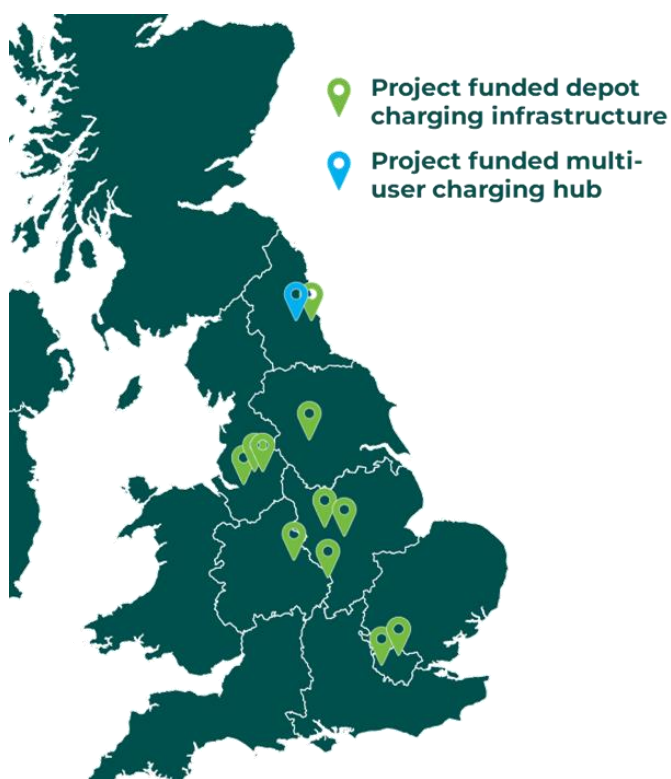 Project funded depot
charging infrastructure
Project funded multi-
user charging hub